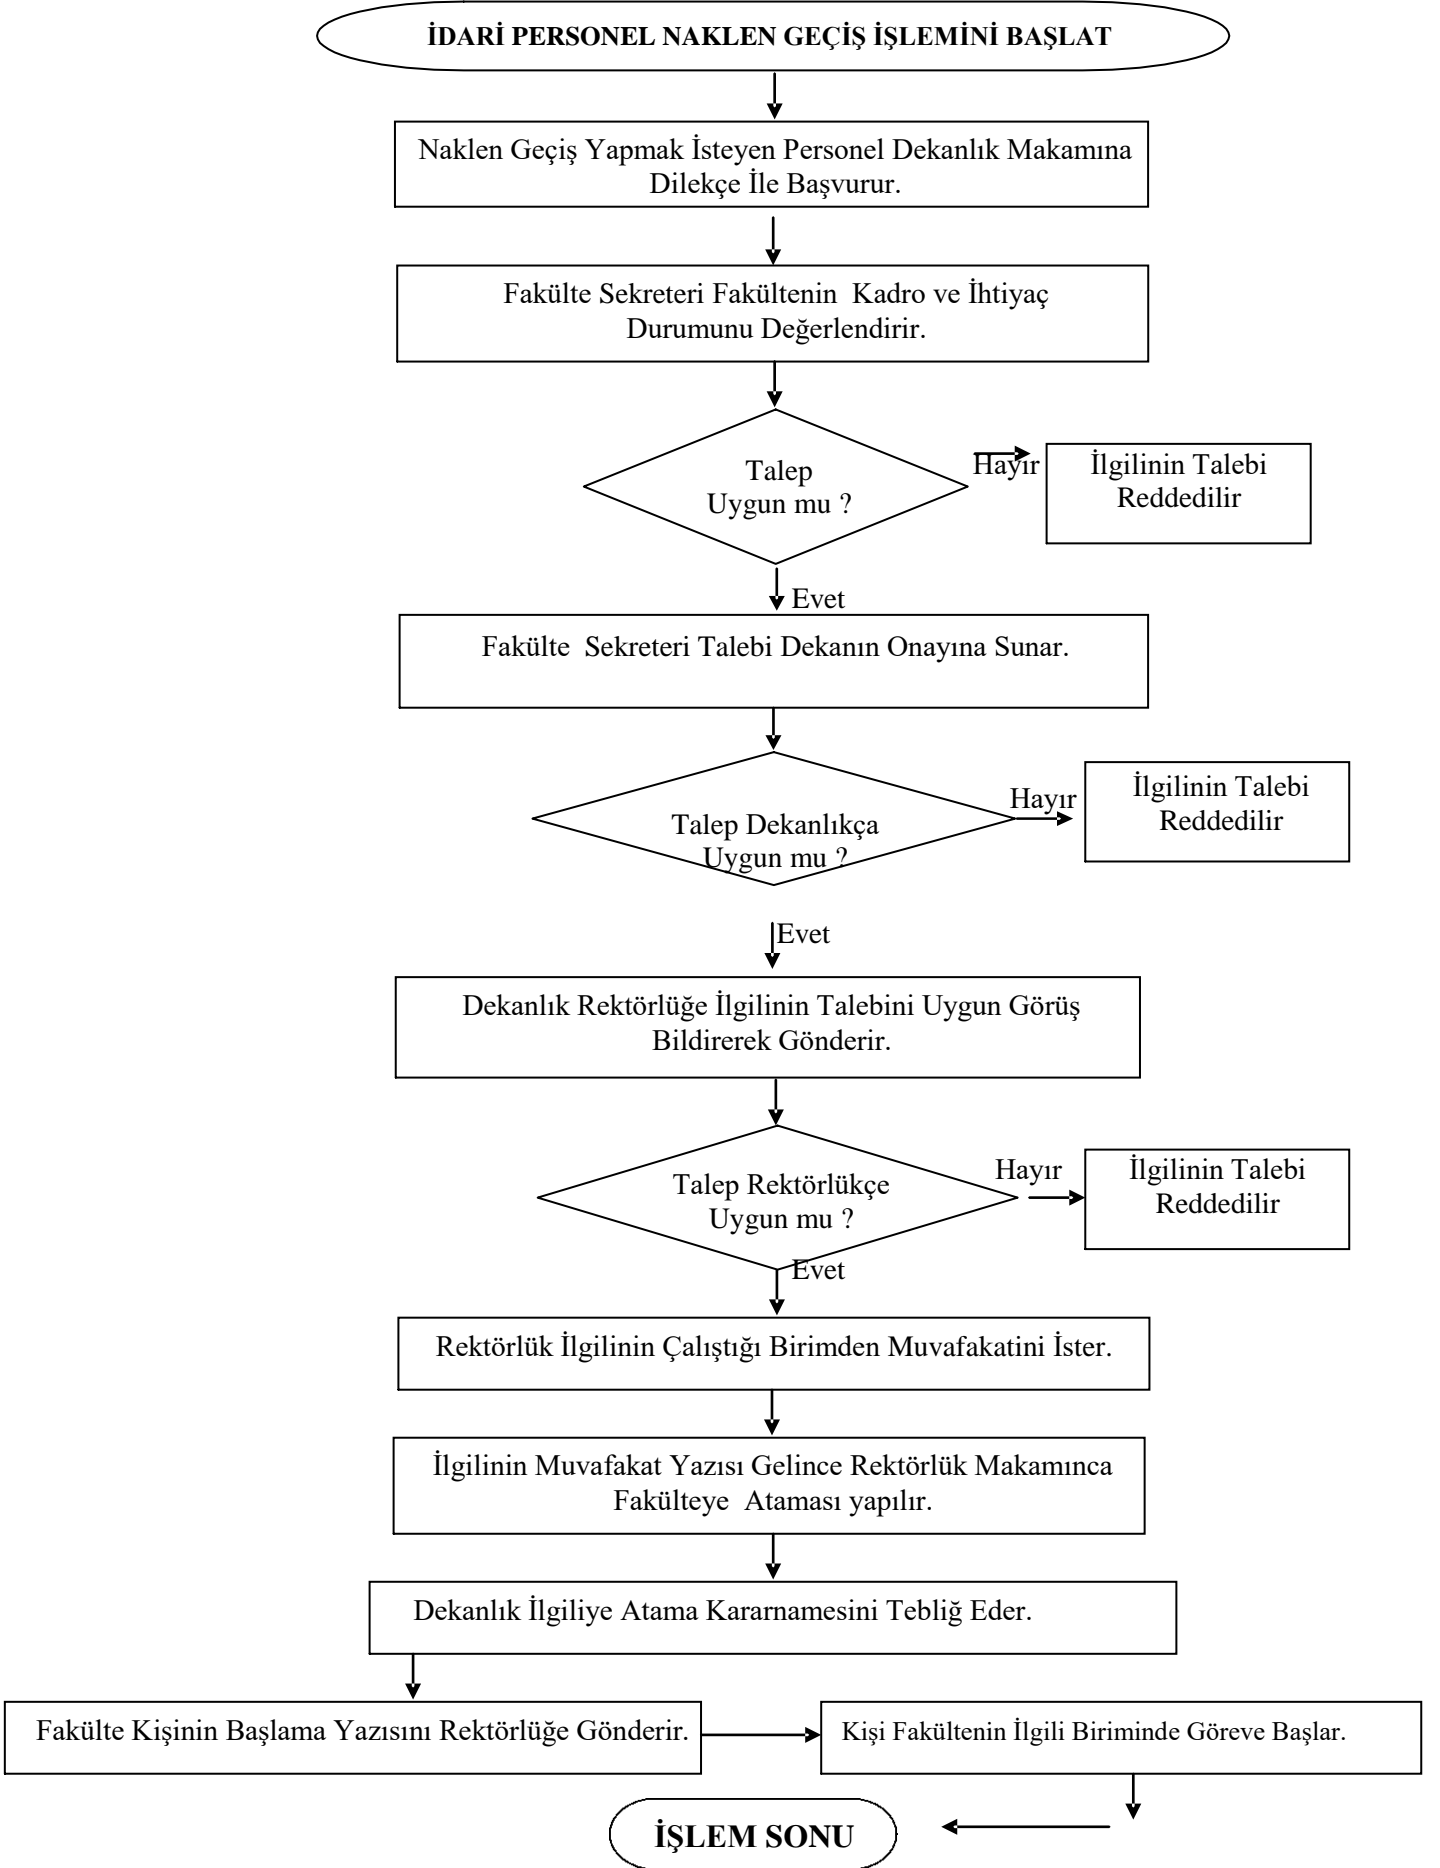 İDARİ PERSONEL NAKLEN GEÇİŞ İŞLEMİNİ BAŞLAT
Naklen Geçiş Yapmak İsteyen Personel Dekanlık Makamına
Dilekçe İle Başvurur.
Fakülte Sekreteri Fakültenin Kadro ve İhtiyaç
Durumunu Değerlendirir.
Talep
Uygun mu ?
Hayır
İlgilinin Talebi
Reddedilir
Evet
Fakülte Sekreteri Talebi Dekanın Onayına Sunar.
Talep Dekanlıkça
Uygun mu ?
Hayır
İlgilinin Talebi
Reddedilir
Evet
Dekanlık Rektörlüğe İlgilinin Talebini Uygun Görüş
Bildirerek Gönderir.
Talep Rektörlükçe
Uygun mu ?
Hayır
İlgilinin Talebi
Reddedilir
Evet
Rektörlük İlgilinin Çalıştığı Birimden Muvafakatini İster.
İlgilinin Muvafakat Yazısı Gelince Rektörlük Makamınca
Fakülteye Ataması yapılır.
Dekanlık İlgiliye Atama Kararnamesini Tebliğ Eder.
Fakülte Kişinin Başlama Yazısını Rektörlüğe Gönderir.
Kişi Fakültenin İlgili Biriminde Göreve Başlar.
İŞLEM SONU